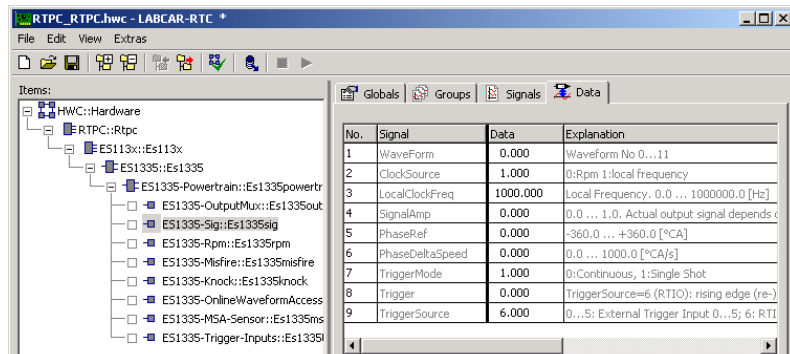 RTPC_RTPC.hwc - LABCAR-RTC *
File Edit View Extras
Items:
HWC::Hardware
RTPC::Rtpc
ES113x::Es113x
ES1335::Es1335
ES1335-Powertrain::Es1335powertr
ES1335-OutputMux::Es1335out
ES1335-Sig::Es1335sig
ES1335-Rpm::Es1335rpm
ES1335-Misfire::Es1335misfire
ES1335-Knock::Es1335knock
ES1335-OnlineWaveformAccess
ES1335-MSA-Sensor::Es1335ms
ES1335-Trigger-Inputs::Es1335I
Globals Groups Signals Data
No. Signal Data Explanation
1 WaveForm 0.000 Waveform No 0...11
2 ClockSource 1.000 0:Rpm 1:local frequency
3 LocalClockFreq 1000.000 Local Frequency. 0.0 ... 1000000.0 [Hz]
4 SignalAmp 0.000 0.0 ... 1.0. Actual output signal depends o
5 PhaseRef 0.000 -360.0 ... +360.0 [°CA]
6 PhaseDeltaSpeed 0.000 0.0 ... 1000.0 [°CA/s]
7 TriggerMode 1.000 0:Continuous, 1:Single Shot
8 Trigger 0.000 TriggerSource=6 (RTIO): rising edge (re-)
9 TriggerSource 6.000 0...5: External Trigger Input 0...5; 6: RTI